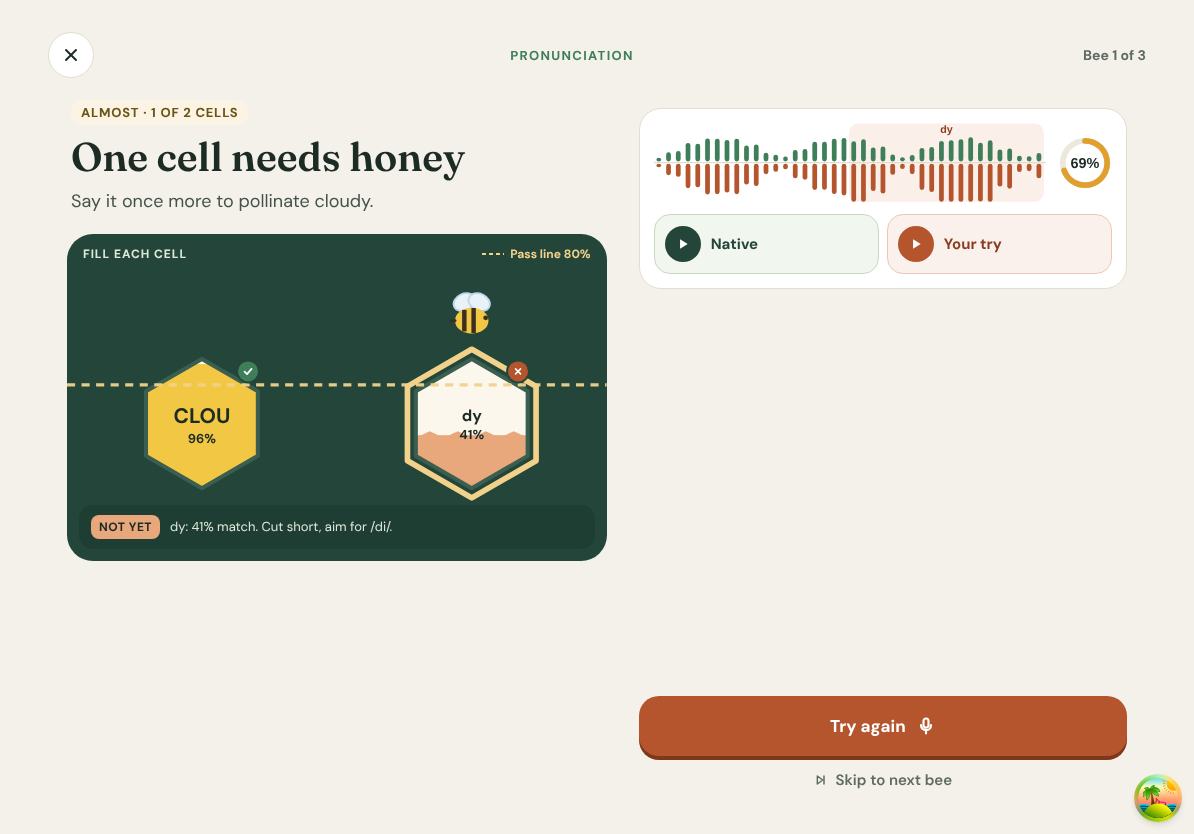 PRONUNCIATION
Bee 1 of 3
ALMOST · 1 OF 2 CELLS
One cell needs honey
Say it once more to pollinate cloudy.
FILL EACH CELL
Pass line 80%
CLOU
96%
dy
41%
NOT YET
dy: 41% match. Cut short, aim for /di/.
dy
69%
Native
Your try
Try again
Skip to next bee